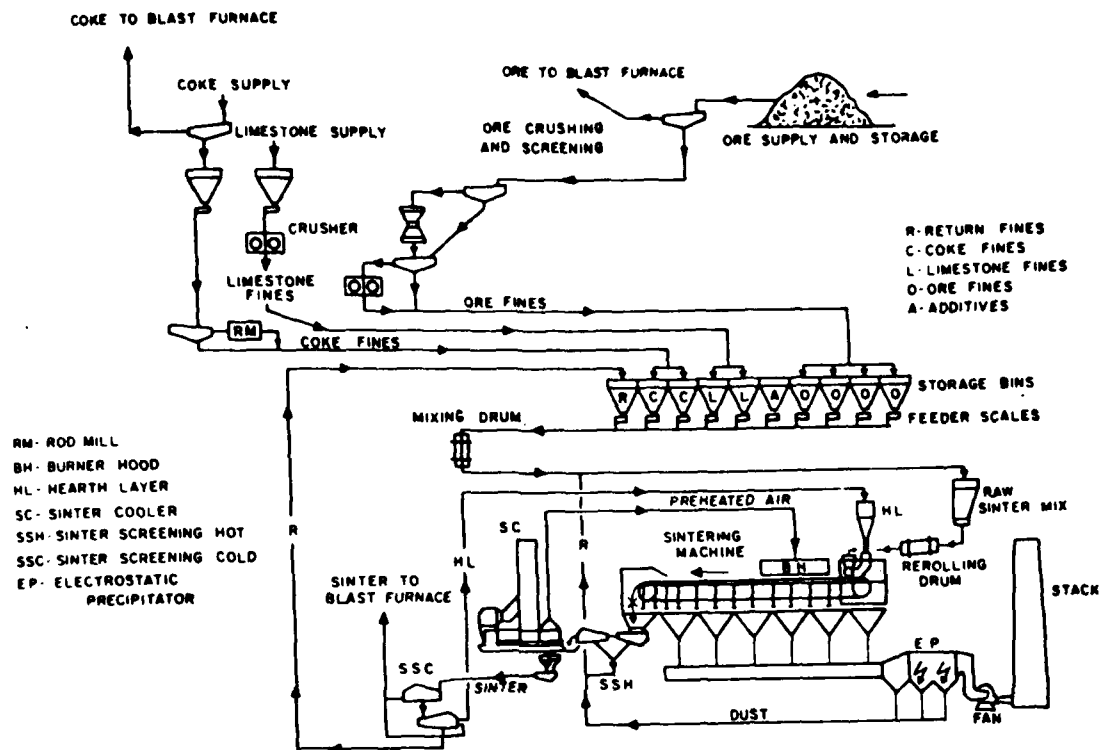 COKE TO BLAST FURNACE
COKE SUPPLY
LIMESTONE SUPPLY
ORE TO BLAST FURNACE
ORE CRUSHING
AND SCREENING
ORE SUPPLY AND STORAGE
CRUSHER
LIMESTONE
FINES
ORE FINES
RM
COKE FINES
R-RETURN FINES
C-COKE FINES
L-LIMESTONE FINES
O-ORE FINES
A-ADDITIVES
R C C L L A O O O O
STORAGE BINS
FEEDER SCALES
MIXING DRUM
RM-ROD MILL
BH-BURNER HOOD
HL-HEARTH LAYER
SC-SINTER COOLER
SSH-SINTER SCREENING HOT
SSC-SINTER SCREENING COLD
EP-ELECTROSTATIC
PRECIPITATOR
R
HL
SC
R
PREHEATED AIR
HL
RAW
SINTER MIX
SINTERING
MACHINE
BH
REROLLING
DRUM
STACK
SINTER TO
BLAST FURNACE
SSC
SINTER
SSH
EP
DUST
FAN